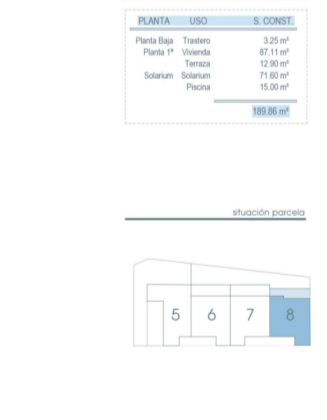 PLANTA USO S. CONST.
Planta Baja Trastero 3.25 m²
Planta 1ª Vivienda 87.11 m²
Terraza 12.90 m²
Solarium Solarium 71.60 m²
Piscina 15.00 m²
189.86 m²
situación parcela
5 6 7 8